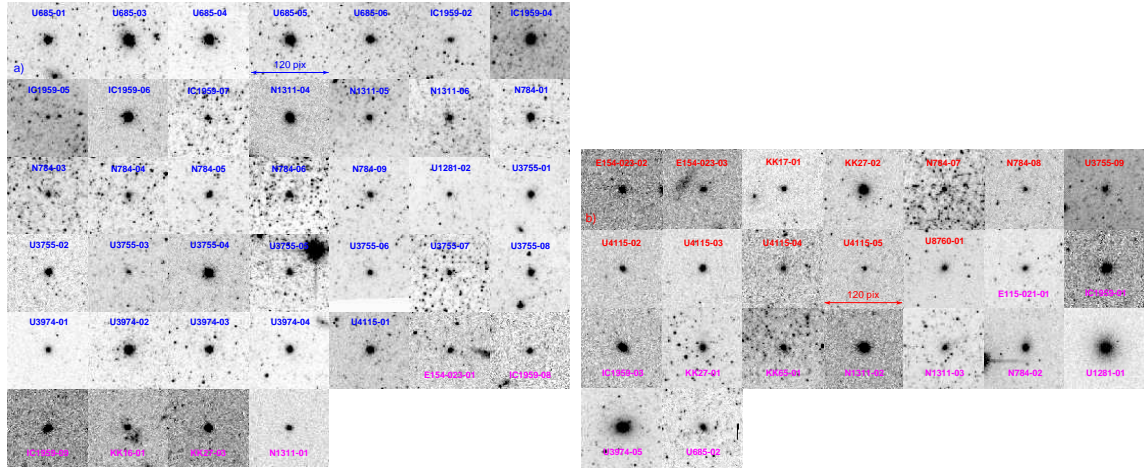 U685-01 U685-03 U685-04 U685-05 U685-06 IC1959-02 IC1959-04
a)
120 pix
IC1959-05 IC1959-06 IC1959-07 N1311-04 N1311-05 N1311-06 N784-01
N784-03 N784-04 N784-05 N784-06 N784-09 U1281-02 U3755-01
U3755-02 U3755-03 U3755-04 U3755-05 U3755-06 U3755-07 U3755-08
U3974-01 U3974-02 U3974-03 U3974-04 U4115-01
E154-023-01 IC1959-08
IC1959-09 KK16-01 KK27-03 N1311-01
E154-023-02 E154-023-03 KK17-01 KK27-02 N784-07 N784-08 U3755-09
b)
U4115-02 U4115-03 U4115-04 U4115-05 U8760-01
E115-021-01 IC1959-01
120 pix
IC1959-03 KK27-01 KK65-01 N1311-02 N1311-03 N784-02 U1281-01
U3974-05 U685-02